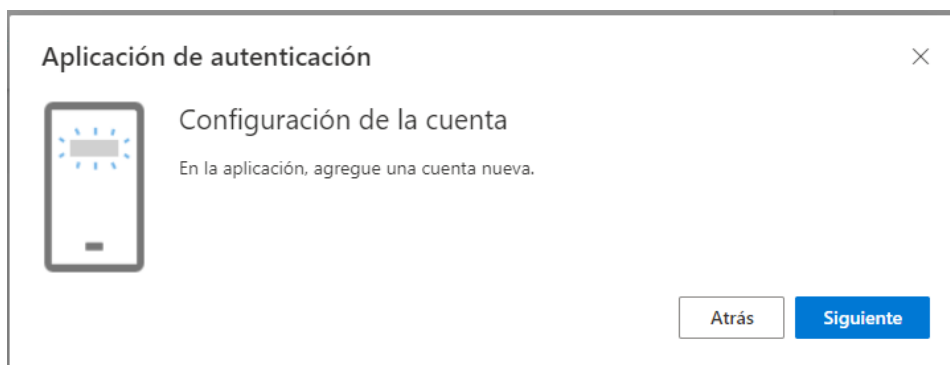 Aplicación de autenticación
Configuración de la cuenta
En la aplicación, agregue una cuenta nueva.
Atrás
Siguiente